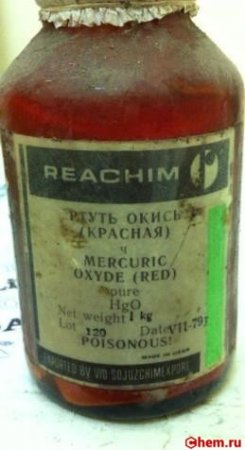 REACHIM
РТУТЬ ОКИСЬ
(КРАСНАЯ)
ч
MERCURIC
OXYDE (RED)
pure
HgO
Net weight 1 kg
Lot 120 Date VII-79г
POISONOUS!
MADE IN USSR
EXPORTED BY V/O SOJUZCHIMEXPORT
Chem.ru